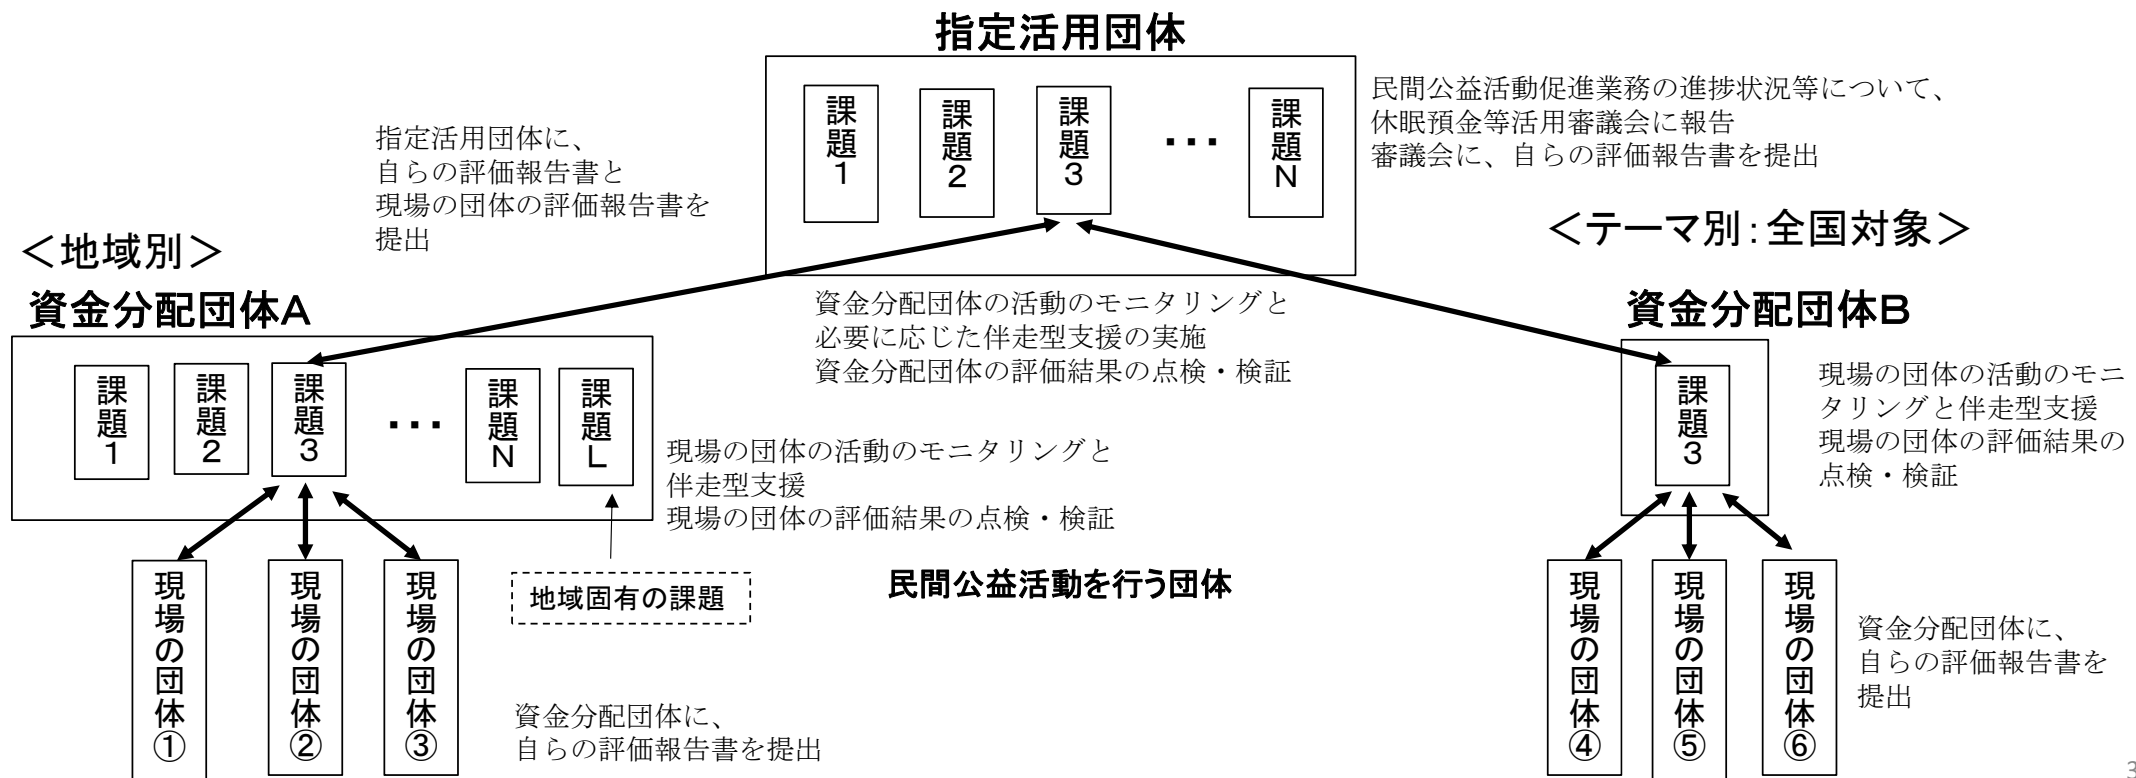 指定活用団体
課題1
課題2
課題3
・・・
課題N
民間公益活動促進業務の進捗状況等について、
休眠預金等活用審議会に報告
審議会に、自らの評価報告書を提出
指定活用団体に、
自らの評価報告書と
現場の団体の評価報告書を
提出
＜地域別＞
＜テーマ別：全国対象＞
資金分配団体A
資金分配団体の活動のモニタリングと
必要に応じた伴走型支援の実施
資金分配団体の評価結果の点検・検証
資金分配団体B
課題1
課題2
課題3
・・・
課題N
課題L
現場の団体の活動のモニタリングと
伴走型支援
現場の団体の評価結果の点検・検証
課題3
現場の団体の活動のモニ
タリングと伴走型支援
現場の団体の評価結果の
点検・検証
地域固有の課題
民間公益活動を行う団体
現場の団体①
現場の団体②
現場の団体③
資金分配団体に、
自らの評価報告書を提出
現場の団体④
現場の団体⑤
現場の団体⑥
資金分配団体に、
自らの評価報告書を
提出
3